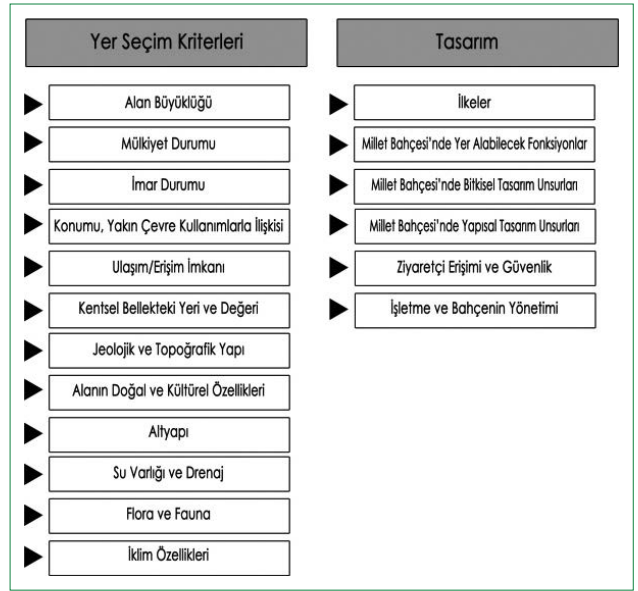 Yer Seçim Kriterleri
Alan Büyüklüğü
Mülkiyet Durumu
İmar Durumu
Konumu, Yakın Çevre Kullanımlarla İlişkisi
Ulaşım/Erişim İmkanı
Kentsel Bellekteki Yeri ve Değeri
Jeolojik ve Topoğrafik Yapı
Alanın Doğal ve Kültürel Özellikleri
Altyapı
Su Varlığı ve Drenaj
Flora ve Fauna
İklim Özellikleri
Tasarım
İlkeler
Millet Bahçesi'nde Yer Alabilecek Fonksiyonlar
Millet Bahçesi'nde Bitkisel Tasarım Unsurları
Millet Bahçesi'nde Yapısal Tasarım Unsurları
Ziyaretçi Erişimi ve Güvenlik
İşletme ve Bahçenin Yönetimi